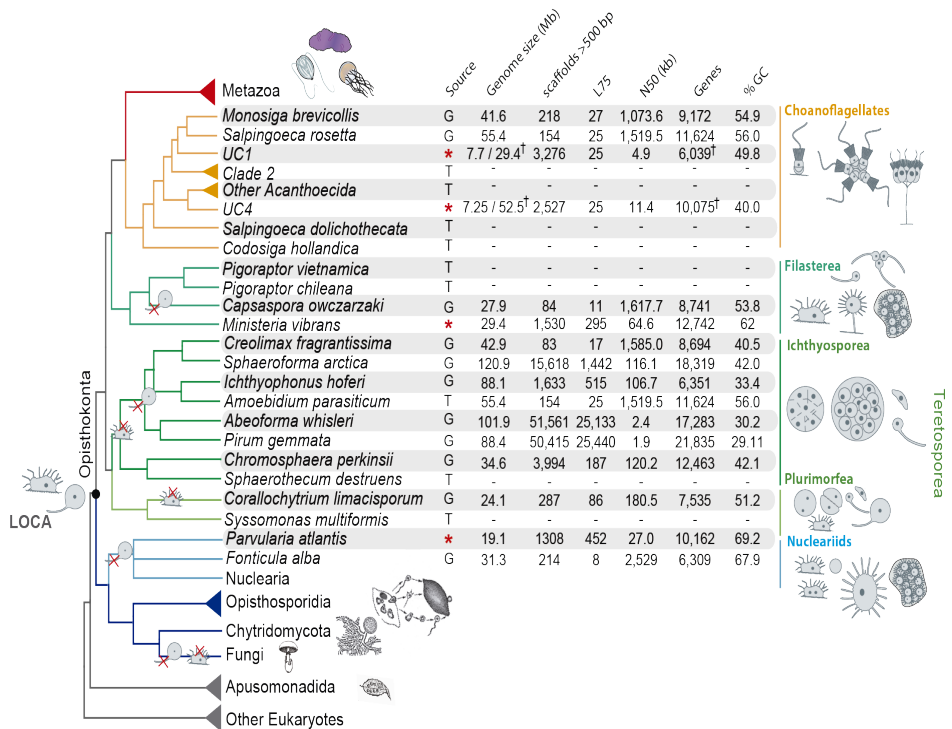 Source Genome size (Mb) scaffolds >500 bp L75 N50 (kb) Genes % GC
Metazoa
Monosiga brevicollis G 41.6 218 27 1,073.6 9,172 54.9
Choanoflagellates
Salpingoeca rosetta G 55.4 154 25 1,519.5 11,624 56.0
UC1 * 7.7 / 29.4† 3,276 25 4.9 6,039† 49.8
Clade 2 T - - - - - -
Other Acanthoecida T - - - - - -
UC4 * 7.25 / 52.5† 2,527 25 11.4 10,075† 40.0
Salpingoeca dolichothecata T - - - - - -
Codosiga hollandica T - - - - - -
Filasterea
Pigoraptor vietnamica T - - - - - -
Pigoraptor chileana T - - - - - -
Capsaspora owczarzaki G 27.9 84 11 1,617.7 8,741 53.8
Ministeria vibrans * 29.4 1,530 295 64.6 12,742 62
Creolimax fragrantissima G 42.9 83 17 1,585.0 8,694 40.5
Ichthyosporea
Sphaeroforma arctica G 120.9 15,618 1,442 116.1 18,319 42.0
Ichthyophonus hoferi G 88.1 1,633 515 106.7 6,351 33.4
Amoebidium parasiticum T 55.4 154 25 1,519.5 11,624 56.0
Abeoforma whisleri G 101.9 51,561 25,133 2.4 17,283 30.2
Pirum gemmata G 88.4 50,415 25,440 1.9 21,835 29.11
Chromosphaera perkinsii G 34.6 3,994 187 120.2 12,463 42.1
Sphaerothecum destruens T - - - - - -
Plurimorfea
Corallochytrium limacisporum G 24.1 287 86 180.5 7,535 51.2
Syssomonas multiformis T - - - - - -
Teretosporea
Opisthokonta
LOCA
Parvularia atlantis * 19.1 1308 452 27.0 10,162 69.2
Nucleariids
Fonticula alba G 31.3 214 8 2,529 6,309 67.9
Nuclearia
Opisthosporidia
Chytridomycota
Fungi
Apusomonadida
Other Eukaryotes